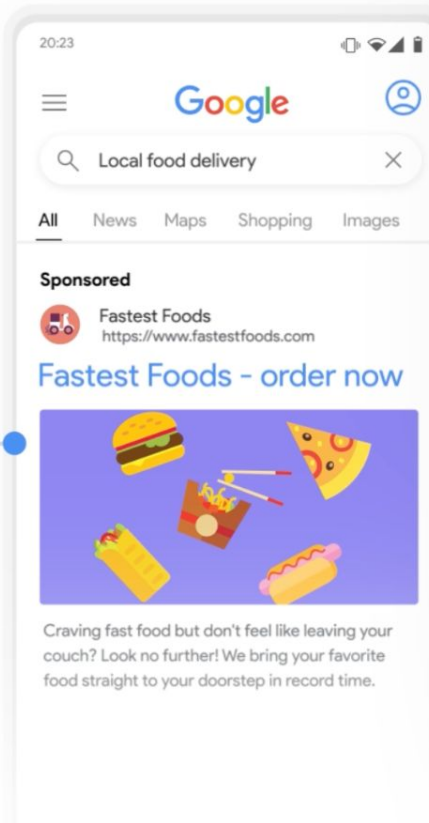 20:23
Google
Local food delivery
All News Maps Shopping Images
Sponsored
Fastest Foods
https://www.fastestfoods.com
Fastest Foods - order now
Craving fast food but don't feel like leaving your
couch? Look no further! We bring your favorite
food straight to your doorstep in record time.